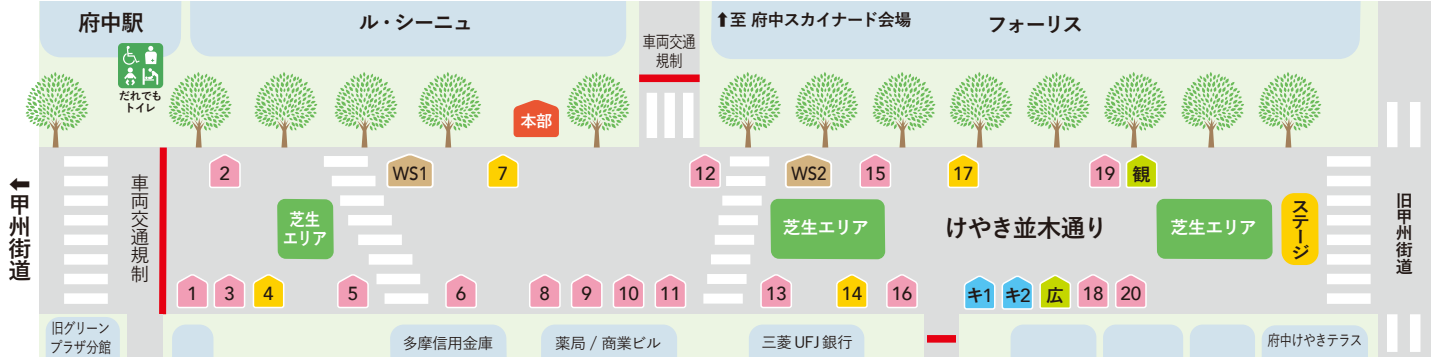 府中駅
ル・シーニュ
⬆至 府中スカイナード会場
フォーリス
車両交通
規制
だれでも
トイレ
本部
2
WS1
7
12
WS2
15
17
19
観
⬅甲州街道
車両交通規制
芝生
エリア
芝生エリア
けやき並木通り
芝生エリア
ステージ
旧甲州街道
1
3
4
5
6
8
9
10
11
13
14
16
キ1
キ2
広
18
20
旧グリーン
プラザ分館
多摩信用金庫
薬局 / 商業ビル
三菱 UFJ 銀行
府中けやきテラス